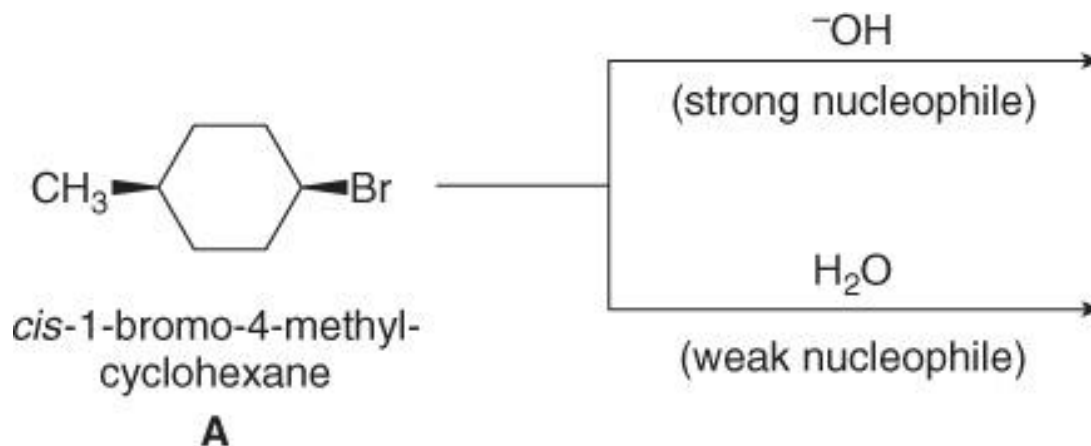 ⁻OH
(strong nucleophile)
CH₃
Br
H₂O
(weak nucleophile)
cis-1-bromo-4-methyl-
cyclohexane
A